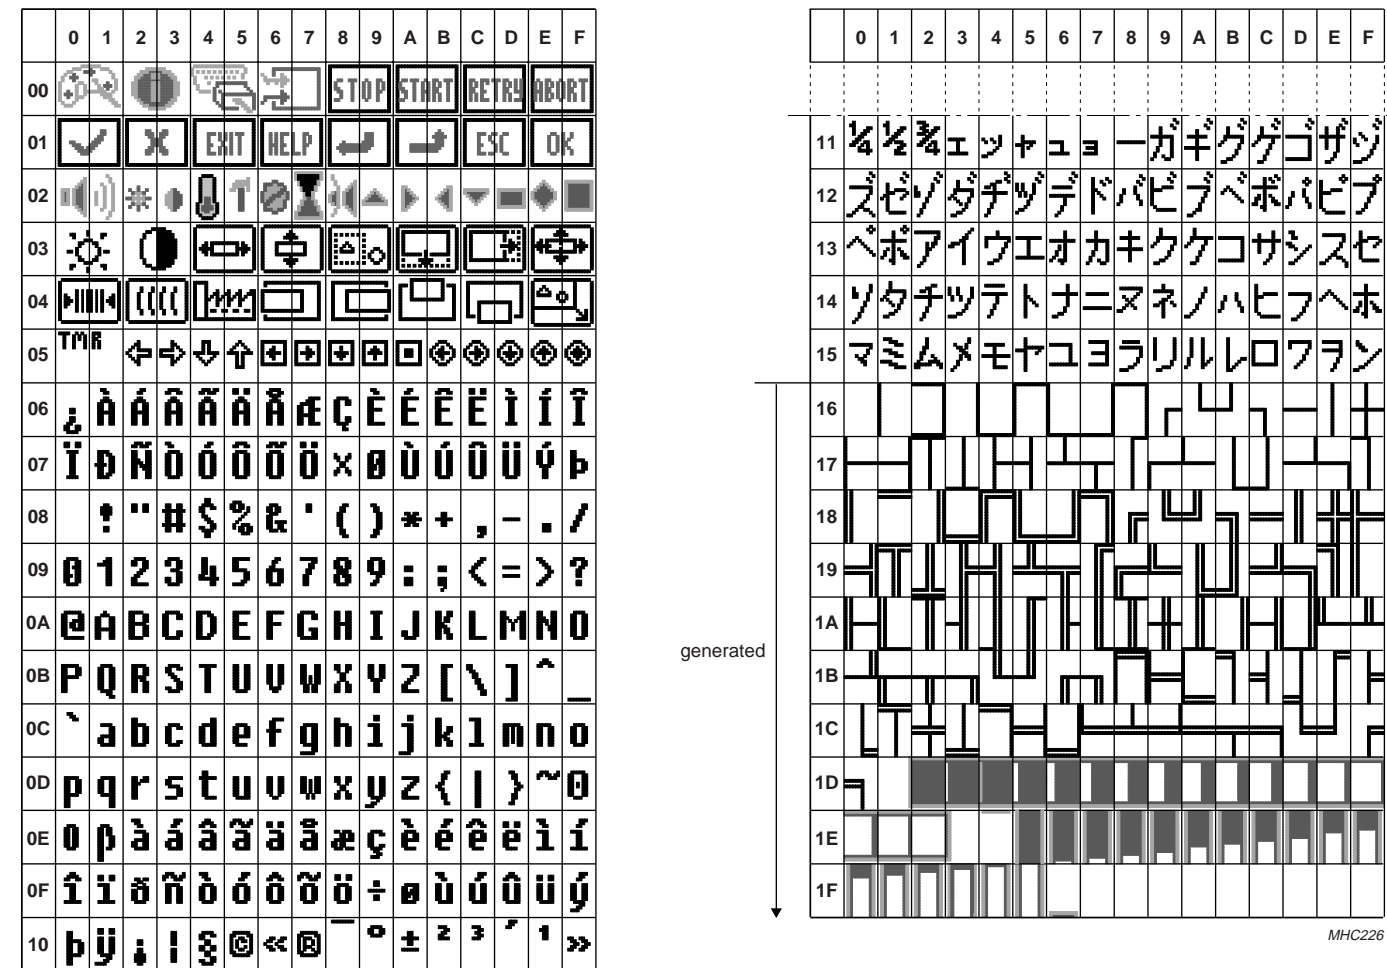 0 1 2 3 4 5 6 7 8 9 A B C D E F
00 STOP START RETRY ABORT
01 EXIT HELP ESC OK
02
03
04
05 TMR
06 ¿ À Á Â Ã Ä Å Æ Ç È É Ê Ë Ì Í Î
07 Ï Ð Ñ Ò Ó Ô Õ Ö × Ø Ù Ú Û Ü Ý Þ
08 ! " # $ % & ' ( ) * + , - . /
09 0 1 2 3 4 5 6 7 8 9 : ; < = > ?
0A @ A B C D E F G H I J K L M N O
0B P Q R S T U V W X Y Z [ \ ] ^ _
0C ` a b c d e f g h i j k l m n o
0D p q r s t u v w x y z { | } ~ 0
0E 0 β à á â ã ä å æ ç è é ê ë ì í
0F î ï ð ñ ò ó ô õ ö ÷ ø ù ú û ü ý
10 þ ÿ ¡ ¦ § © « ® ¯ º ± ² ³ ´ ¹ »
0 1 2 3 4 5 6 7 8 9 A B C D E F
11 ¼ ½ ¾ ェ ッ ャ ュ ョ ー ガ ギ グ ゲ ゴ ザ ジ
12 ズ ゼ ゾ ダ ヂ ヅ デ ド バ ビ ブ ベ ボ パ ピ プ
13 ペ ポ ア イ ウ エ オ カ キ ク ケ コ サ シ ス セ
14 ソ タ チ ツ テ ト ナ ニ ヌ ネ ノ ハ ヒ フ ヘ ホ
15 マ ミ ム メ モ ヤ ユ ヨ ラ リ ル レ ロ ワ ヲ ン
16
17
18
19
1A
generated
1B
1C
1D
1E
1F
MHC226